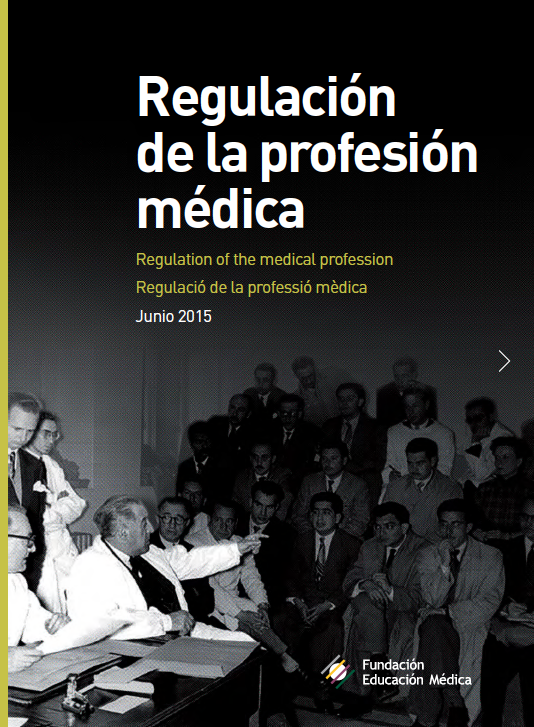 Regulación
de la profesión
médica
Regulation of the medical profession
Regulació de la professió mèdica
Junio 2015
Fundación
Educación Médica